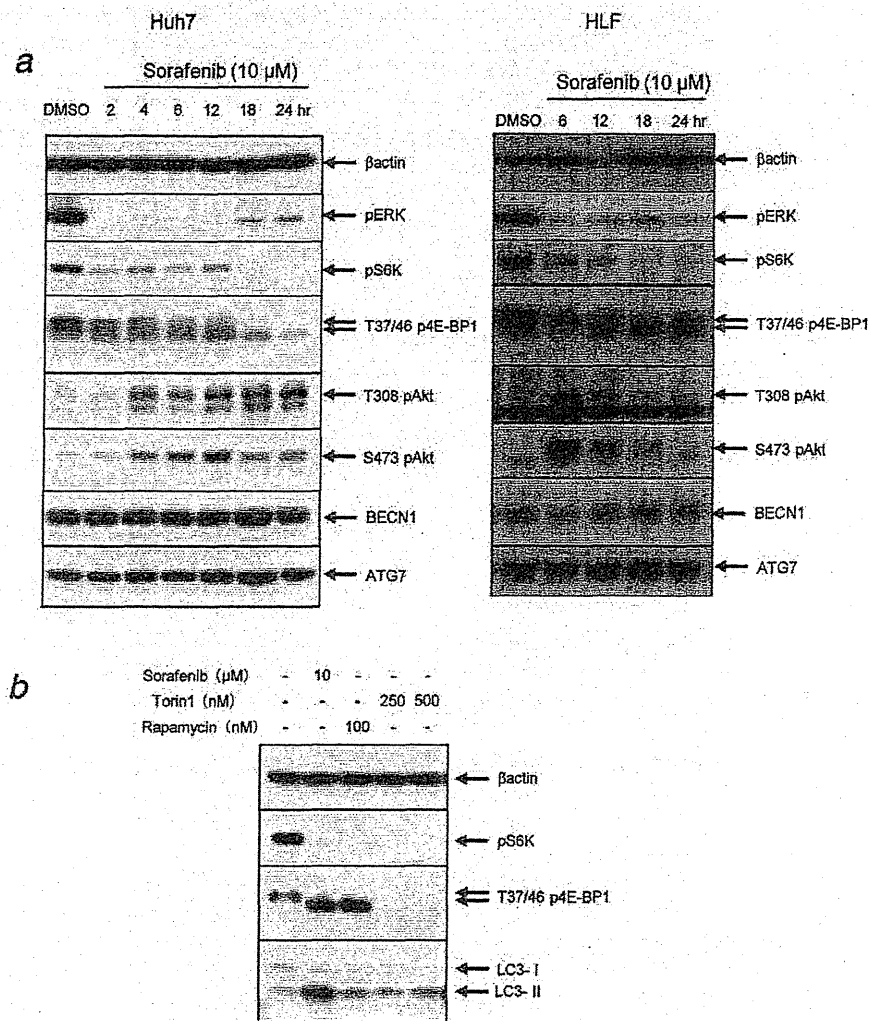 Huh7
HLF
a
Sorafenib (10 µM)
DMSO 2 4 6 12 18 24 hr
βactin
pERK
pS6K
T37/46 p4E-BP1
T308 pAkt
S473 pAkt
BECN1
ATG7
Sorafenib (10 µM)
DMSO 6 12 18 24 hr
βactin
pERK
pS6K
T37/46 p4E-BP1
T308 pAkt
S473 pAkt
BECN1
ATG7
b
Sorafenib (µM) - 10 - - -
Torin1 (nM) - - - 250 500
Rapamycin (nM) - - 100 - -
βactin
pS6K
T37/46 p4E-BP1
LC3-I
LC3-II